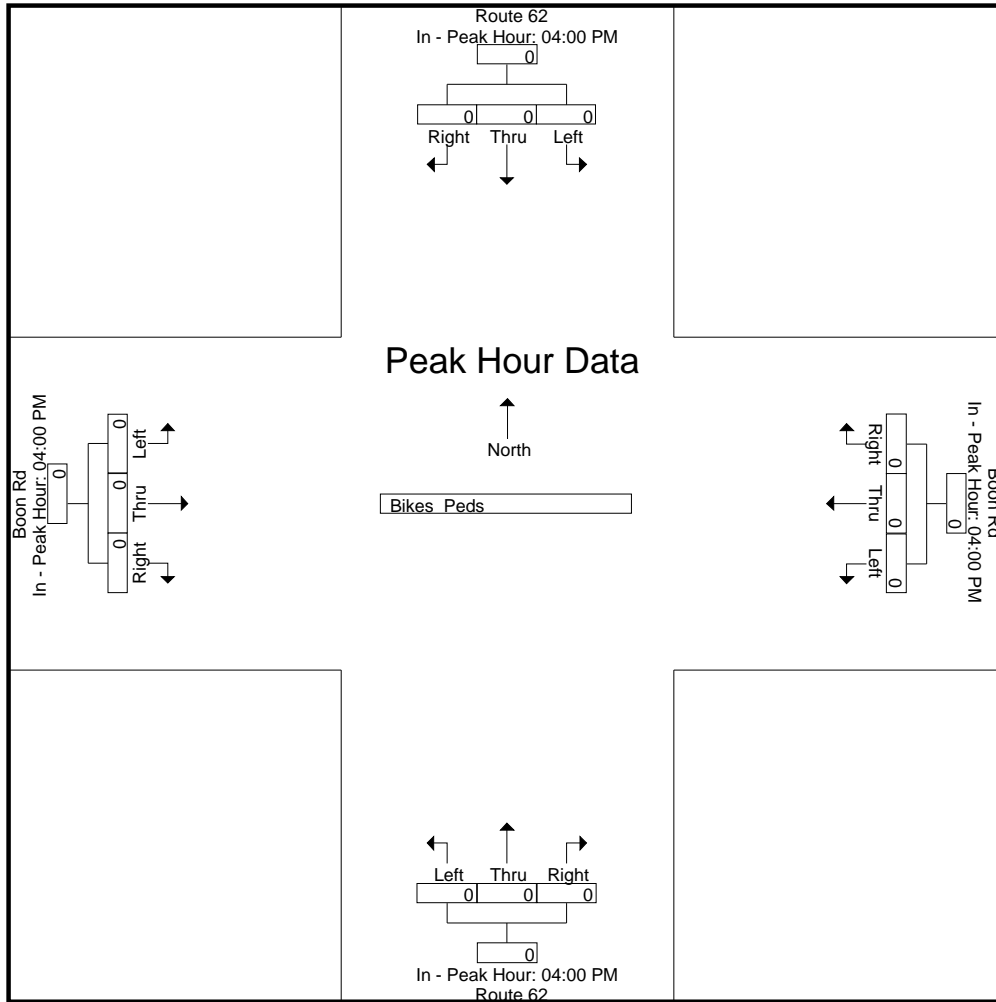 Route 62
In - Peak Hour: 04:00 PM
0
0 0 0
Right Thru Left
Peak Hour Data
North
Bikes Peds
Boon Rd
In - Peak Hour: 04:00 PM
0
0 0 0
Left Thru Right
Boon Rd
In - Peak Hour: 04:00 PM
0
0 0 0
Right Thru Left
Left Thru Right
0 0 0
0
In - Peak Hour: 04:00 PM
Route 62